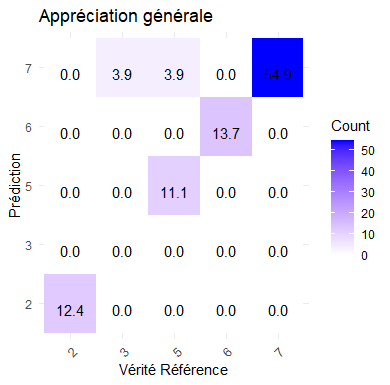 Appréciation générale
Prédiction
7 0.0 3.9 3.9 0.0 54.9
6 0.0 0.0 0.0 13.7 0.0
5 0.0 0.0 11.1 0.0 0.0
3 0.0 0.0 0.0 0.0 0.0
2 12.4 0.0 0.0 0.0 0.0
2 3 5 6 7
Vérité Référence
Count
50
40
30
20
10
0